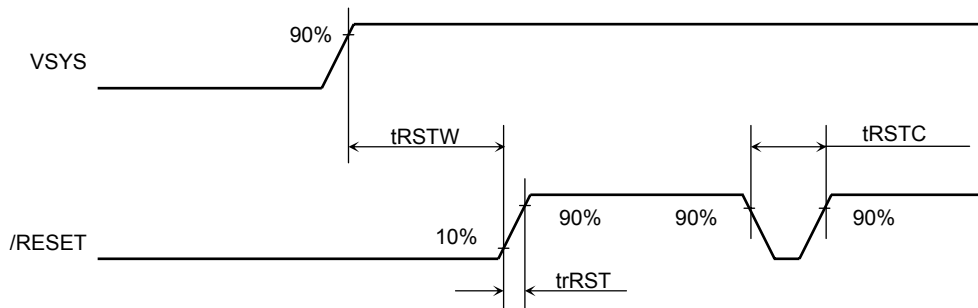 90%
VSYS
tRSTW
tRSTC
90%
90%
90%
10%
/RESET
trRST